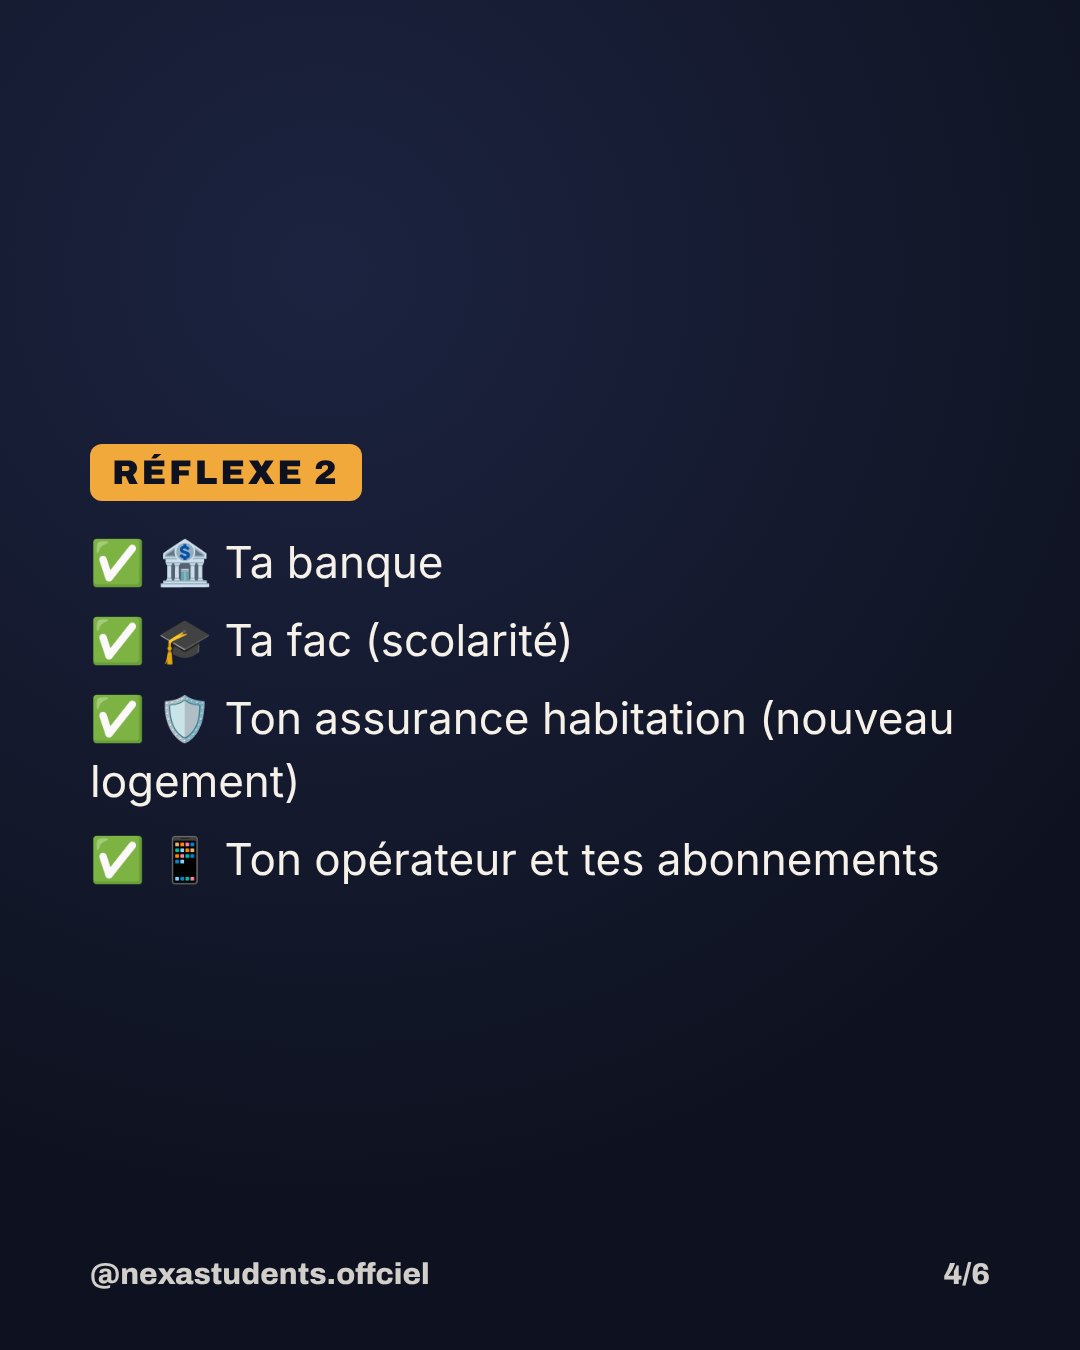 RÉFLEXE 2
✅ 🏦 Ta banque
✅ 🎓 Ta fac (scolarité)
✅ 🛡️ Ton assurance habitation (nouveau
logement)
✅ 📱 Ton opérateur et tes abonnements
@nexastudents.offciel
4/6